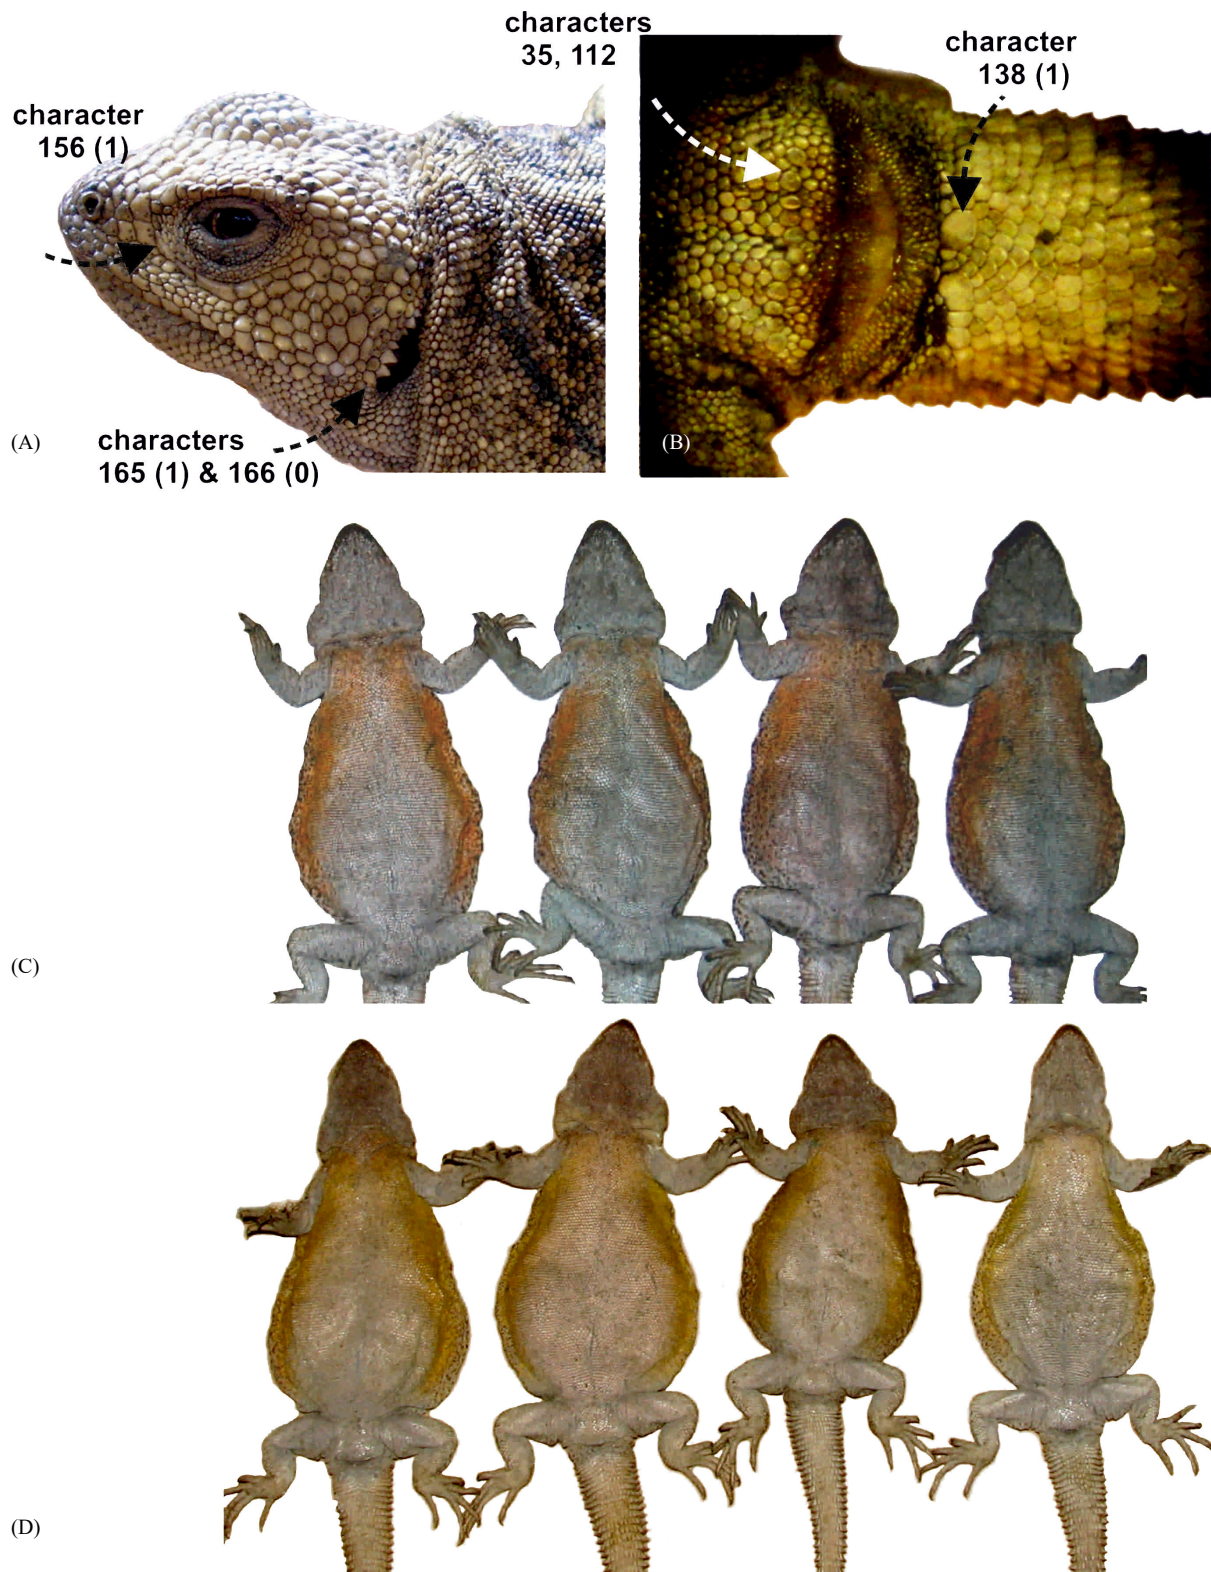 characters
35, 112
character
138 (1)
character
156 (1)
(A)
(B)
characters
165 (1) & 166 (0)
(C)
(D)